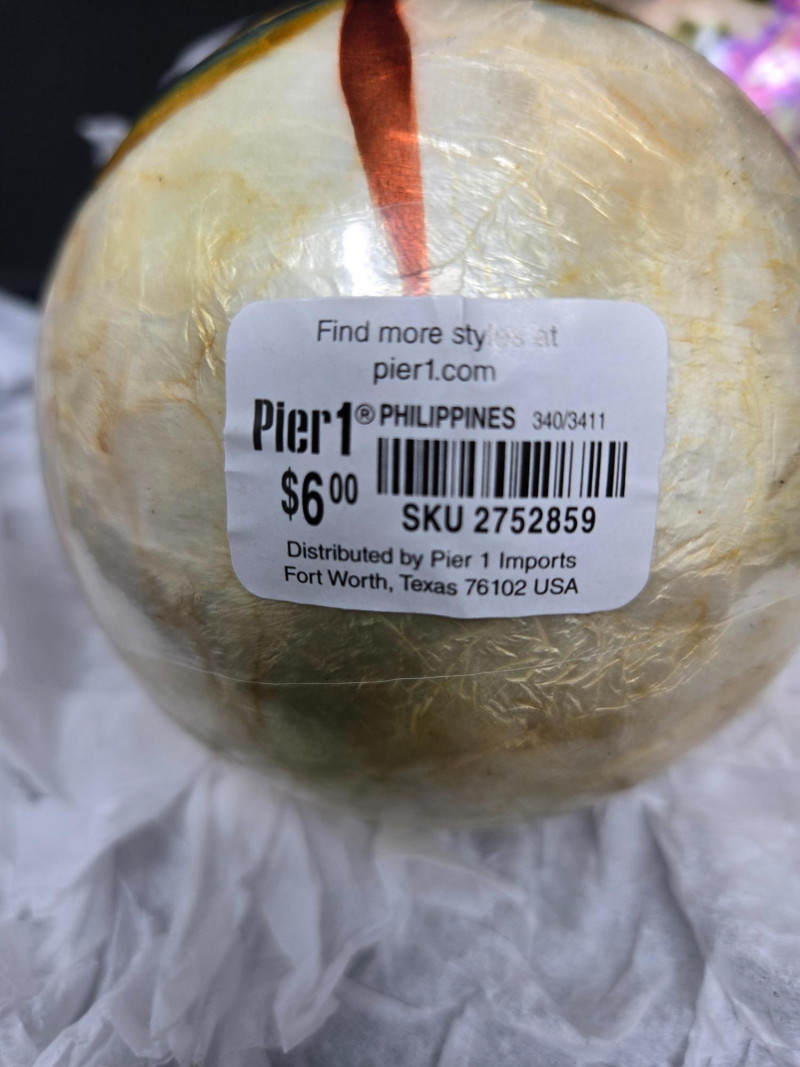 Find more styles at
pier1.com
Pier1® PHILIPPINES 340/3411
$6.00
SKU 2752859
Distributed by Pier 1 Imports
Fort Worth, Texas 76102 USA